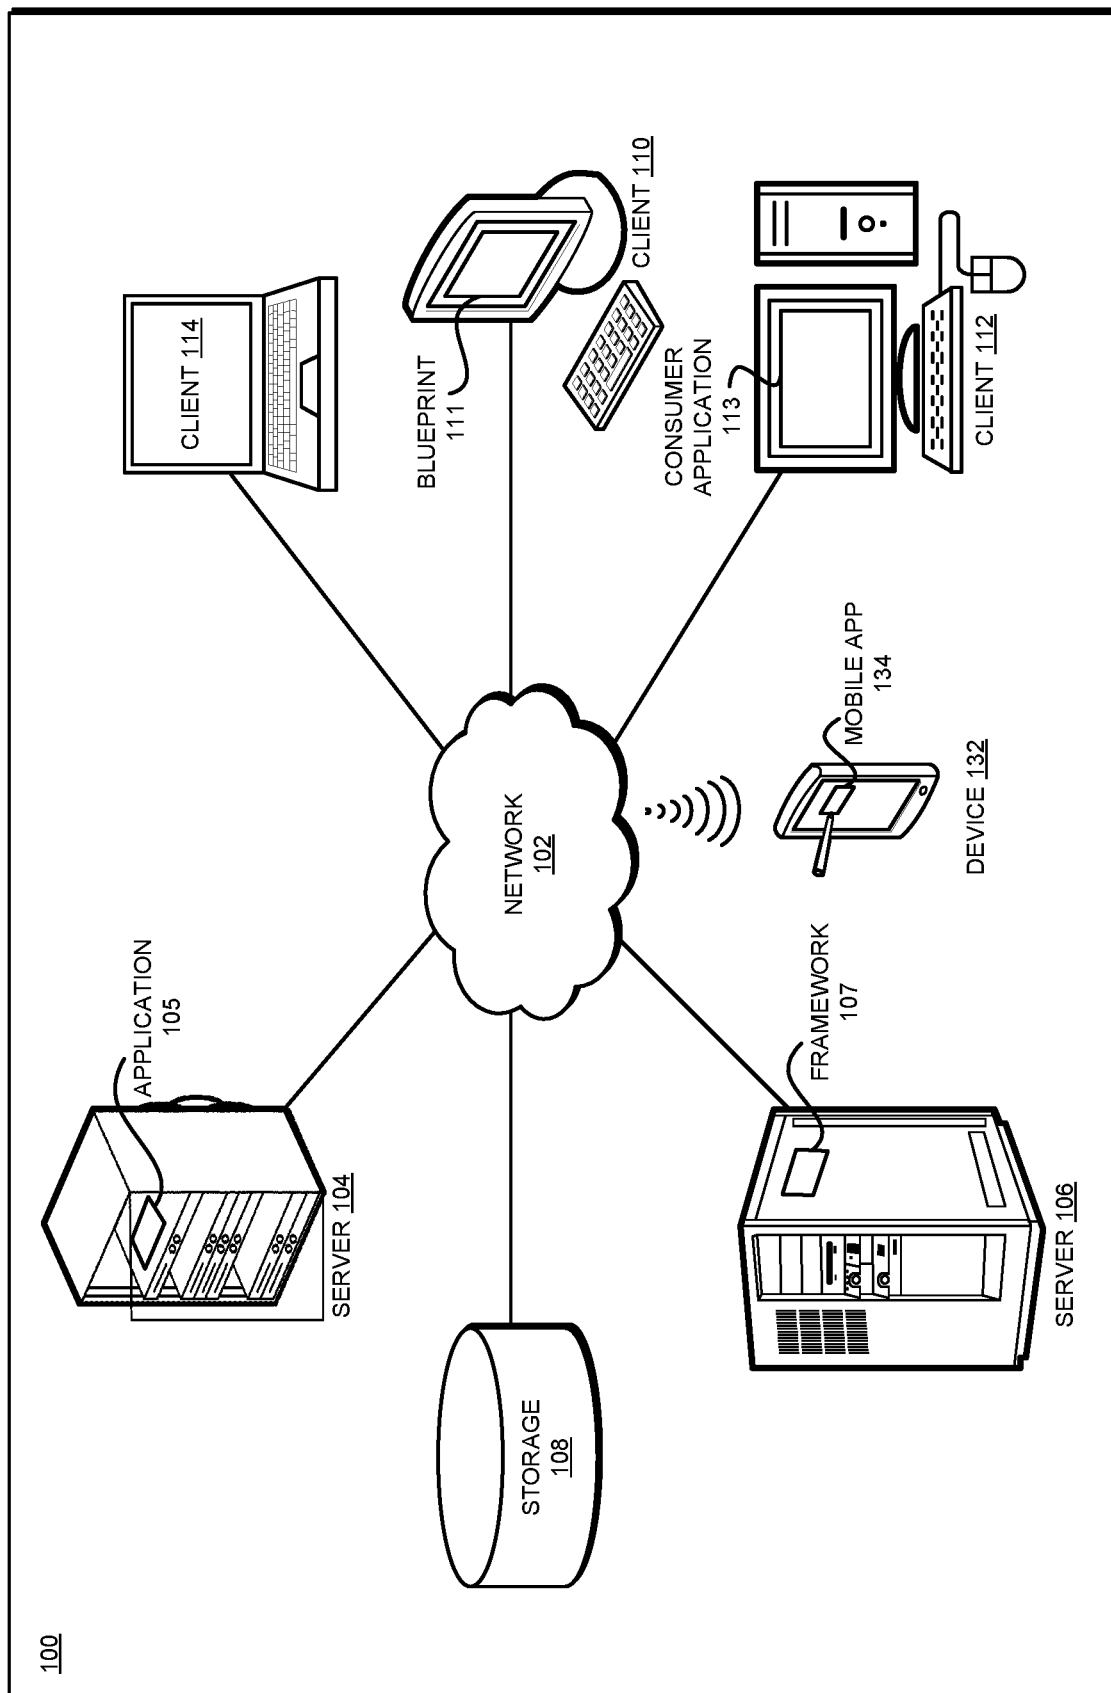 100
APPLICATION
105
SERVER 104
CLIENT 114
STORAGE
108
NETWORK
102
BLUEPRINT
111
CLIENT 110
FRAMEWORK
107
SERVER 106
MOBILE APP
134
DEVICE 132
CONSUMER
APPLICATION
113
CLIENT 112